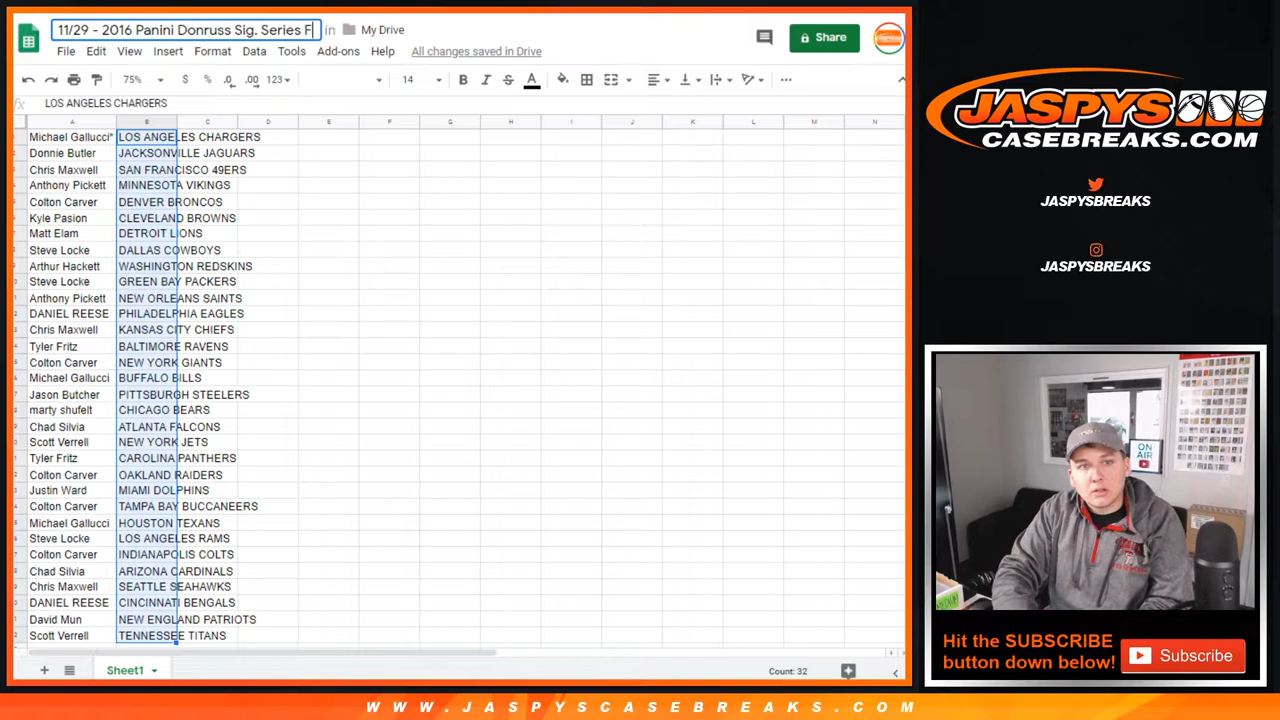 11/29 - 2016 Panini Donruss Sig. Series F in My Drive
Share
File Edit View Insert Format Data Tools Add-ons Help All changes saved in Drive
75% $ % .0 .00 123 14 B I S A
fx LOS ANGELES CHARGERS
A B C D E F G H I J K L M N
Michael Gallucci* LOS ANGELES CHARGERS
Donnie Butler JACKSONVILLE JAGUARS
Chris Maxwell SAN FRANCISCO 49ERS
Anthony Pickett MINNESOTA VIKINGS
Colton Carver DENVER BRONCOS
Kyle Pasion CLEVELAND BROWNS
Matt Elam DETROIT LIONS
Steve Locke DALLAS COWBOYS
Arthur Hackett WASHINGTON REDSKINS
Steve Locke GREEN BAY PACKERS
Anthony Pickett NEW ORLEANS SAINTS
DANIEL REESE PHILADELPHIA EAGLES
Chris Maxwell KANSAS CITY CHIEFS
Tyler Fritz BALTIMORE RAVENS
Colton Carver NEW YORK GIANTS
Michael Gallucci BUFFALO BILLS
Jason Butcher PITTSBURGH STEELERS
marty shufelt CHICAGO BEARS
Chad Silvia ATLANTA FALCONS
Scott Verrell NEW YORK JETS
Tyler Fritz CAROLINA PANTHERS
Colton Carver OAKLAND RAIDERS
Justin Ward MIAMI DOLPHINS
Colton Carver TAMPA BAY BUCCANEERS
Michael Gallucci HOUSTON TEXANS
Steve Locke LOS ANGELES RAMS
Colton Carver INDIANAPOLIS COLTS
Chad Silvia ARIZONA CARDINALS
Chris Maxwell SEATTLE SEAHAWKS
DANIEL REESE CINCINNATI BENGALS
David Mun NEW ENGLAND PATRIOTS
Scott Verrell TENNESSEE TITANS
Sheet1 Count: 32
JASPYS
CASEBREAKS.COM
JASPYSBREAKS
JASPYSBREAKS
ON
AIR
Hit the SUBSCRIBE
button down below!
Subscribe
WWW.JASPYSCASEBREAKS.COM